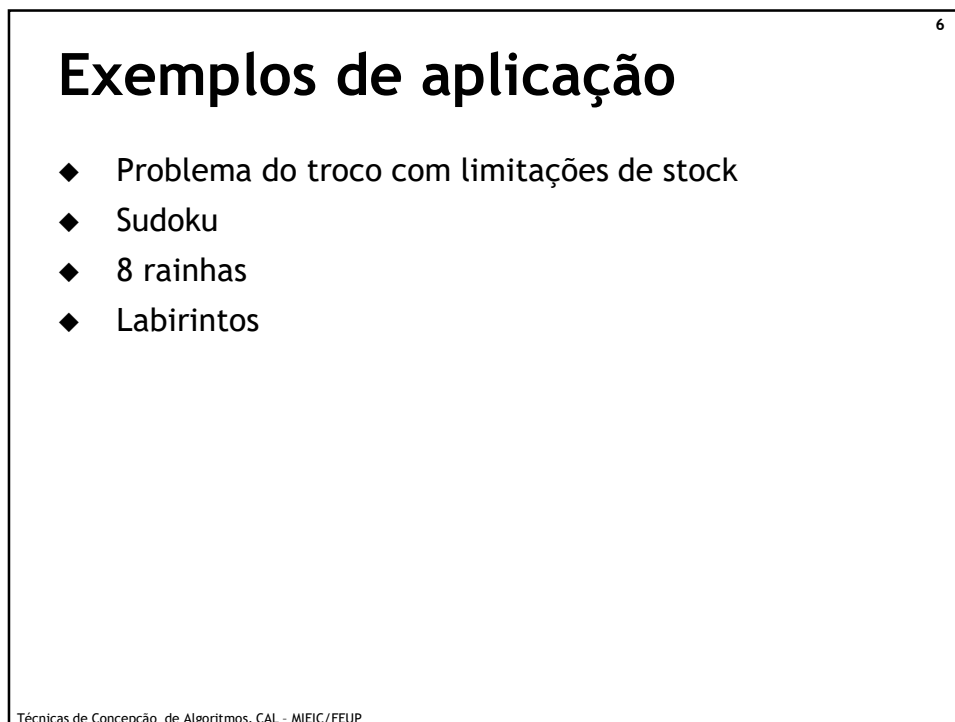 6
Exemplos de aplicação
◆ Problema do troco com limitações de stock
◆ Sudoku
◆ 8 rainhas
◆ Labirintos
Técnicas de Concepção de Algoritmos, CAL – MIEIC/FEUP